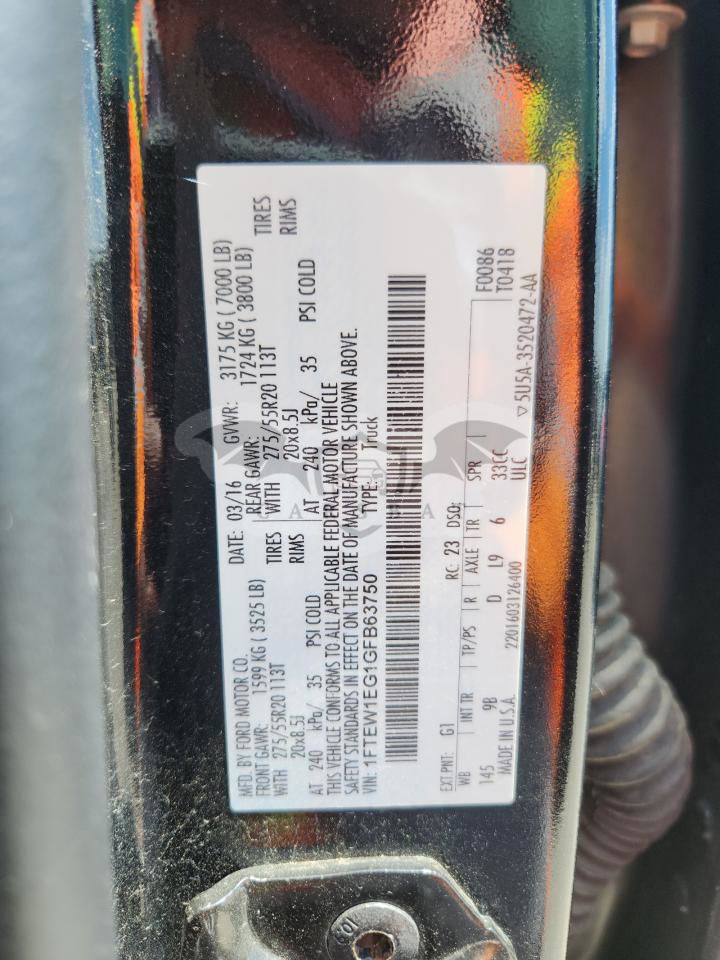 MFD. BY FORD MOTOR CO.
DATE: 03/16 GVWR: 3175 KG ( 7000 LB)
FRONT GAWR: 1599 KG ( 3525 LB) REAR GAWR: 1724 KG ( 3800 LB)
WITH 275/55R20 113T TIRES WITH 275/55R20 113T TIRES
20x8.5J RIMS 20x8.5J RIMS
AT 240 kPa/ 35 PSI COLD AT 240 kPa/ 35 PSI COLD
THIS VEHICLE CONFORMS TO ALL APPLICABLE FEDERAL MOTOR VEHICLE
SAFETY STANDARDS IN EFFECT ON THE DATE OF MANUFACTURE SHOWN ABOVE.
VIN: 1FTEW1EG1GFB63750 TYPE: Truck
EXT PNT: G1 RC: 23 DSO: F0086
WB INT TR TP/PS R AXLE TR SPR T0418
145 9B D L9 6 33CC
2201603126400 ULC
MADE IN U.S.A. ▽5U5A-3520472-AA
10.9